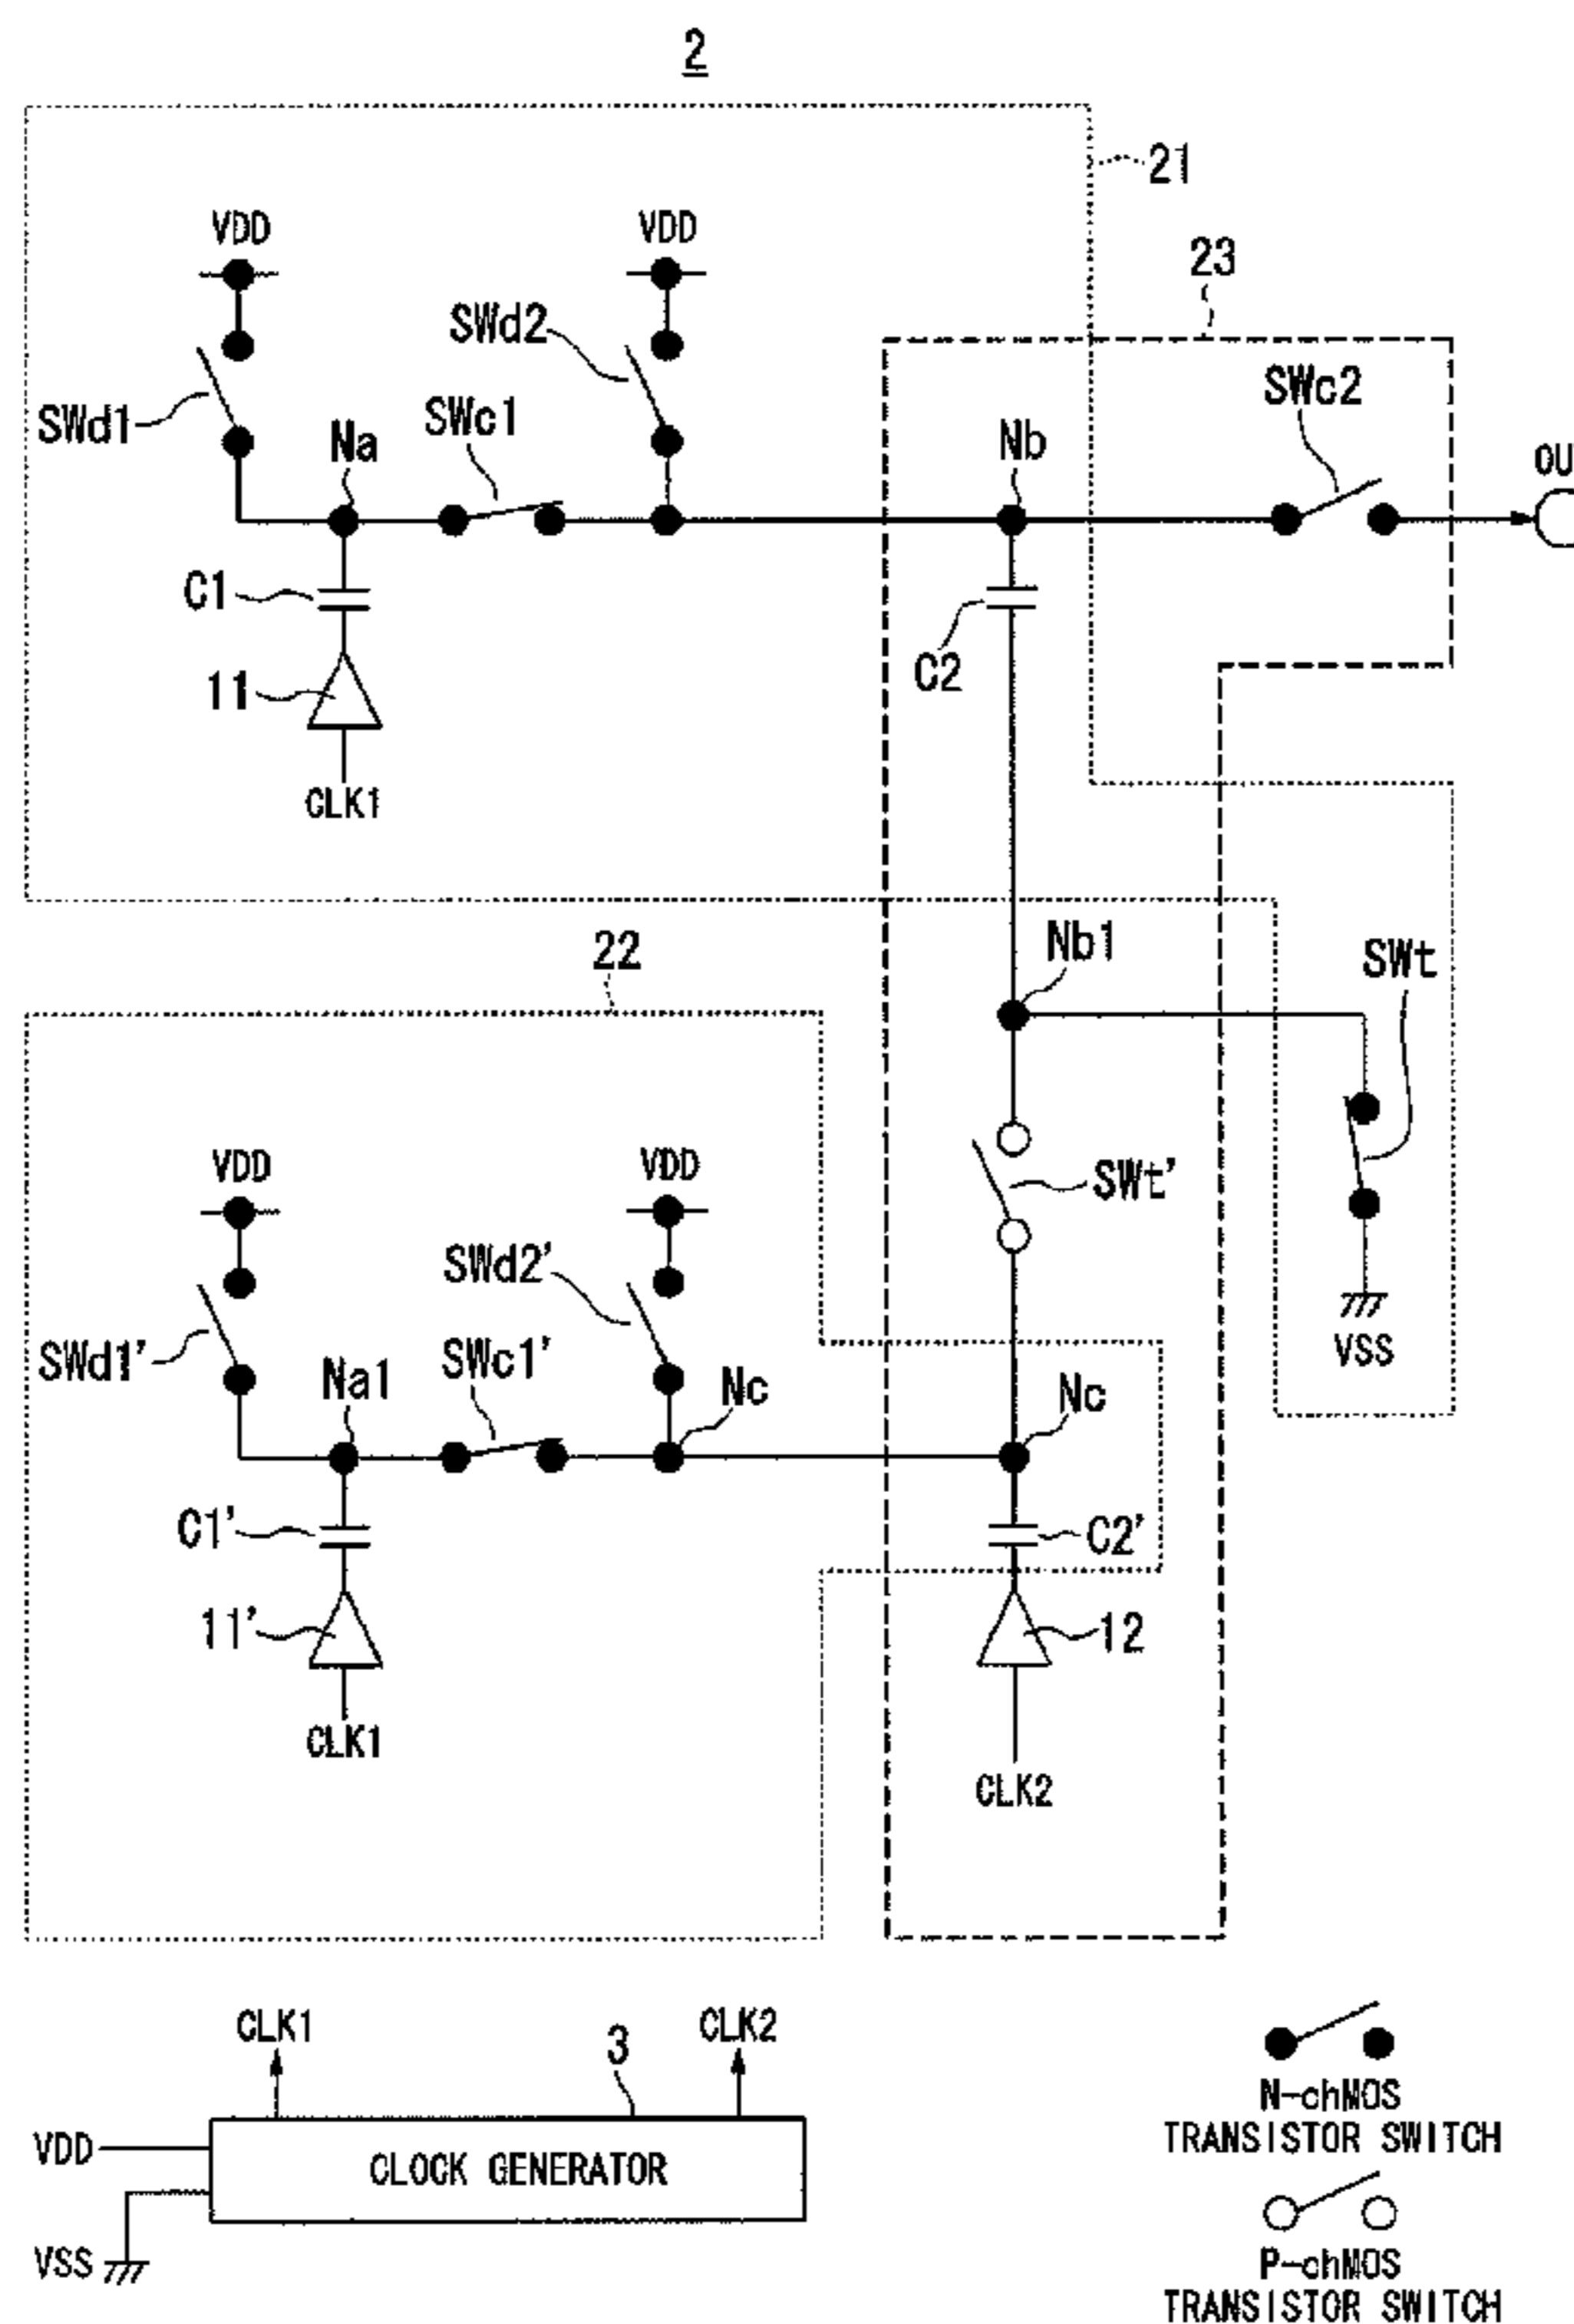 2
21
VDD
VDD
23
SWd2
SWc2
SWd1
SWc1
Na
Nb
OU
C1
C2
11
CLK1
22
Nb1
SWt
VDD
VDD
SWt'
SWd2'
SWd1'
SWc1'
Na1
Nc
Nc
VSS
C1'
C2'
11'
12
CLK1
CLK2
CLK1
3
CLK2
VDD
CLOCK GENERATOR
VSS
N-chMOS
TRANSISTOR SWITCH
P-chMOS
TRANSISTOR SWITCH